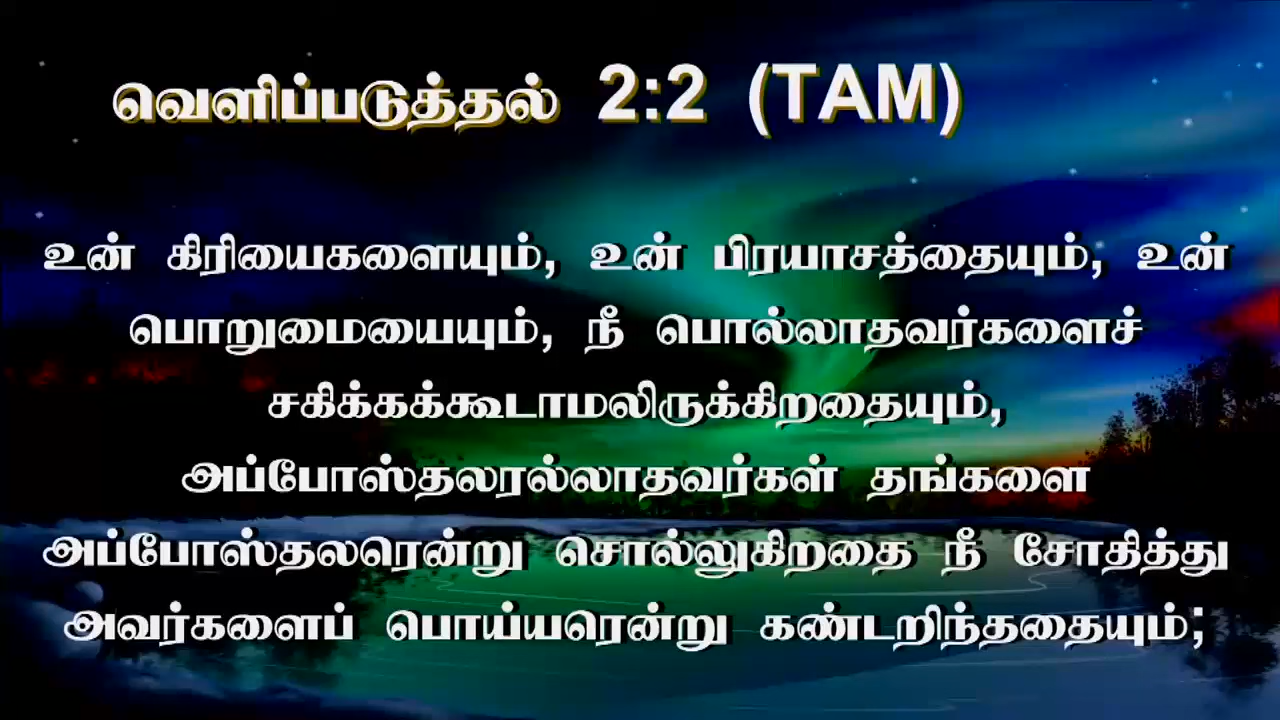 வெளிப்படுத்தல் 2:2 (TAM)
உன் கிரியைகளையும், உன் பிரயாசத்தையும், உன்
பொறுமையையும், நீ பொல்லாதவர்களைச்
சகிக்கக்கூடாமலிருக்கிறதையும்,
அப்போஸ்தலரல்லாதவர்கள் தங்களை
அப்போஸ்தலரென்று சொல்லுகிறதை நீ சோதித்து
அவர்களைப் பொய்யரென்று கண்டறிந்ததையும்;